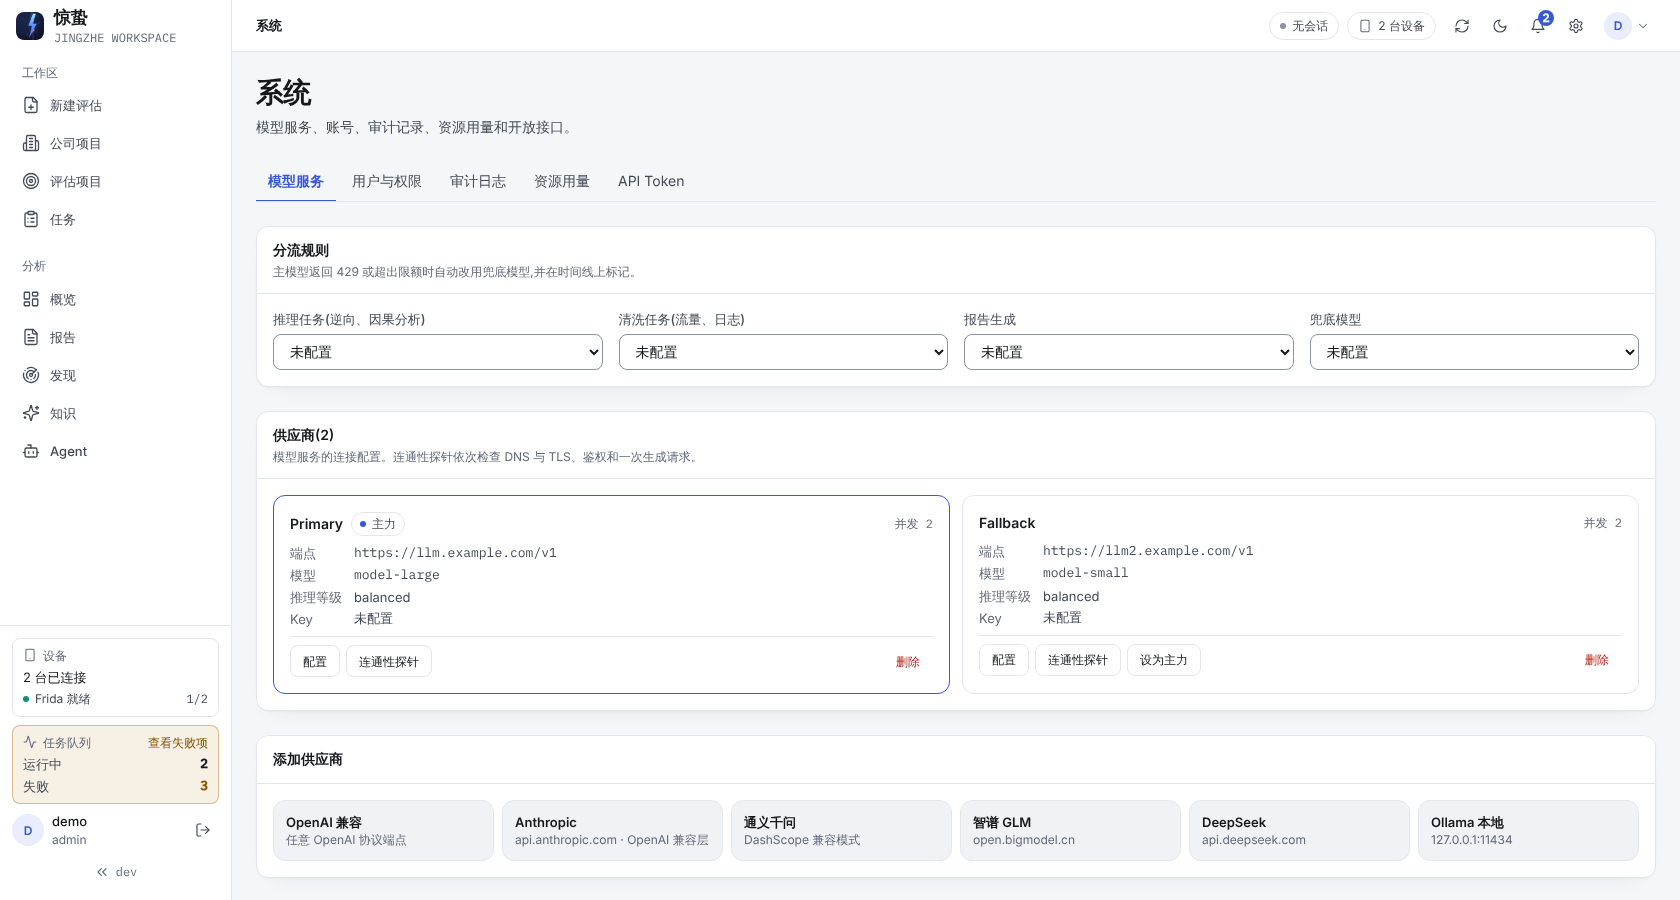 惊蛰
JINGZHE WORKSPACE
工作区
新建评估
公司项目
评估项目
任务
分析
概览
报告
发现
知识
Agent
设备
2 台已连接
Frida 就绪 1/2
任务队列 查看失败项
运行中 2
失败 3
D
demo
admin
dev
系统
无会话
2 台设备
2
D
系统
模型服务、账号、审计记录、资源用量和开放接口。
模型服务 用户与权限 审计日志 资源用量 API Token
分流规则
主模型返回 429 或超出限额时自动改用兜底模型,并在时间线上标记。
推理任务(逆向、因果分析) 清洗任务(流量、日志) 报告生成 兜底模型
未配置 未配置 未配置 未配置
供应商(2)
模型服务的连接配置。连通性探针依次检查 DNS 与 TLS、鉴权和一次生成请求。
Primary 主力 并发 2
端点 https://llm.example.com/v1
模型 model-large
推理等级 balanced
Key 未配置
配置 连通性探针 删除
Fallback 并发 2
端点 https://llm2.example.com/v1
模型 model-small
推理等级 balanced
Key 未配置
配置 连通性探针 设为主力 删除
添加供应商
OpenAI 兼容
任意 OpenAI 协议端点
Anthropic
api.anthropic.com · OpenAI 兼容层
通义千问
DashScope 兼容模式
智谱 GLM
open.bigmodel.cn
DeepSeek
api.deepseek.com
Ollama 本地
127.0.0.1:11434